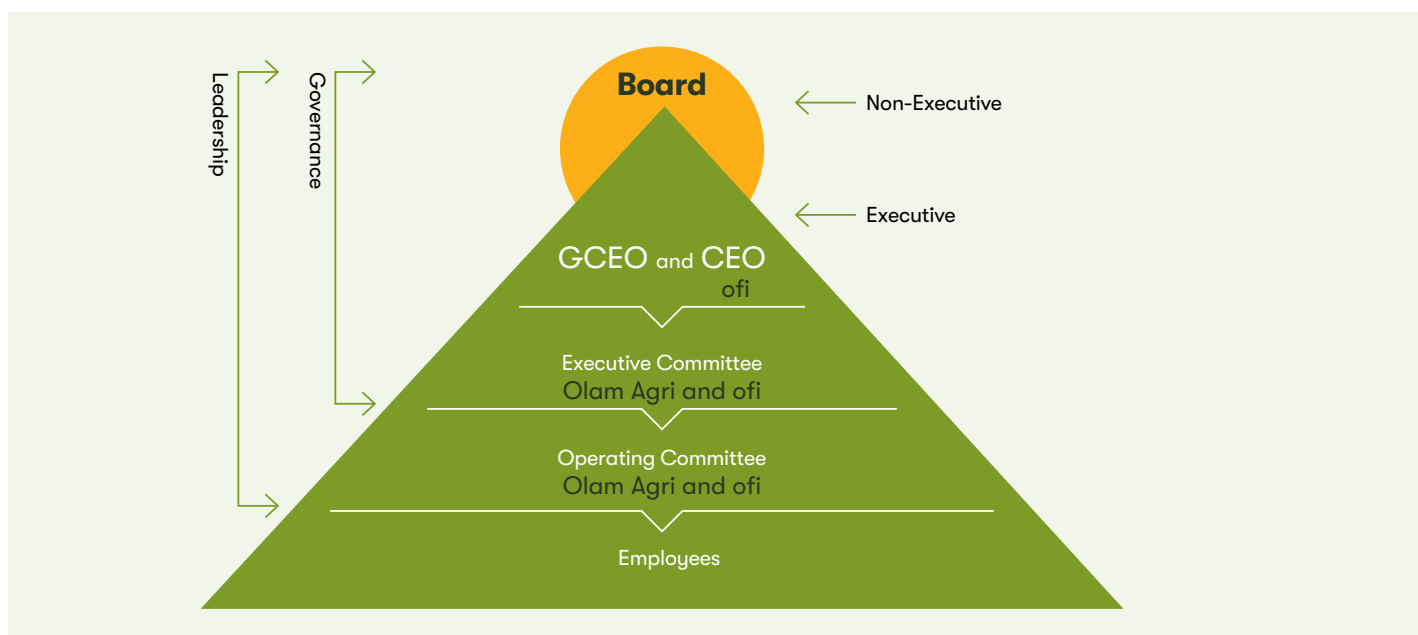 Leadership
Governance
Board
Non-Executive
Executive
GCEO and CEO
ofi
Executive Committee
Olam Agri and ofi
Operating Committee
Olam Agri and ofi
Employees